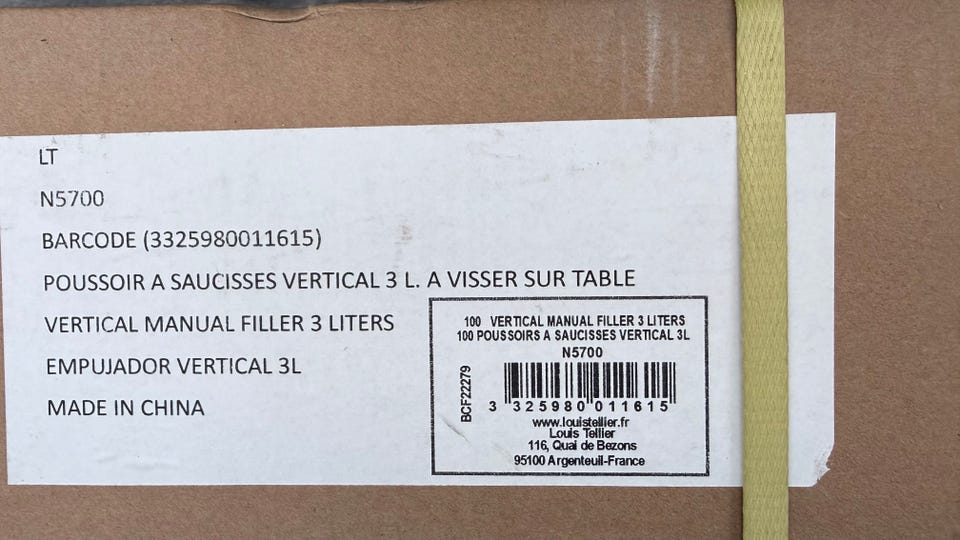 LT
N5700
BARCODE (3325980011615)
POUSSOIR A SAUCISSES VERTICAL 3 L. A VISSER SUR TABLE
VERTICAL MANUAL FILLER 3 LITERS
EMPUJADOR VERTICAL 3L
MADE IN CHINA
100 VERTICAL MANUAL FILLER 3 LITERS
100 POUSSOIRS A SAUCISSES VERTICAL 3L
N5700
BCF22279
3 325980 011615
www.louistellier.fr
Louis Tellier
116, Quai de Bezons
95100 Argenteuil-France